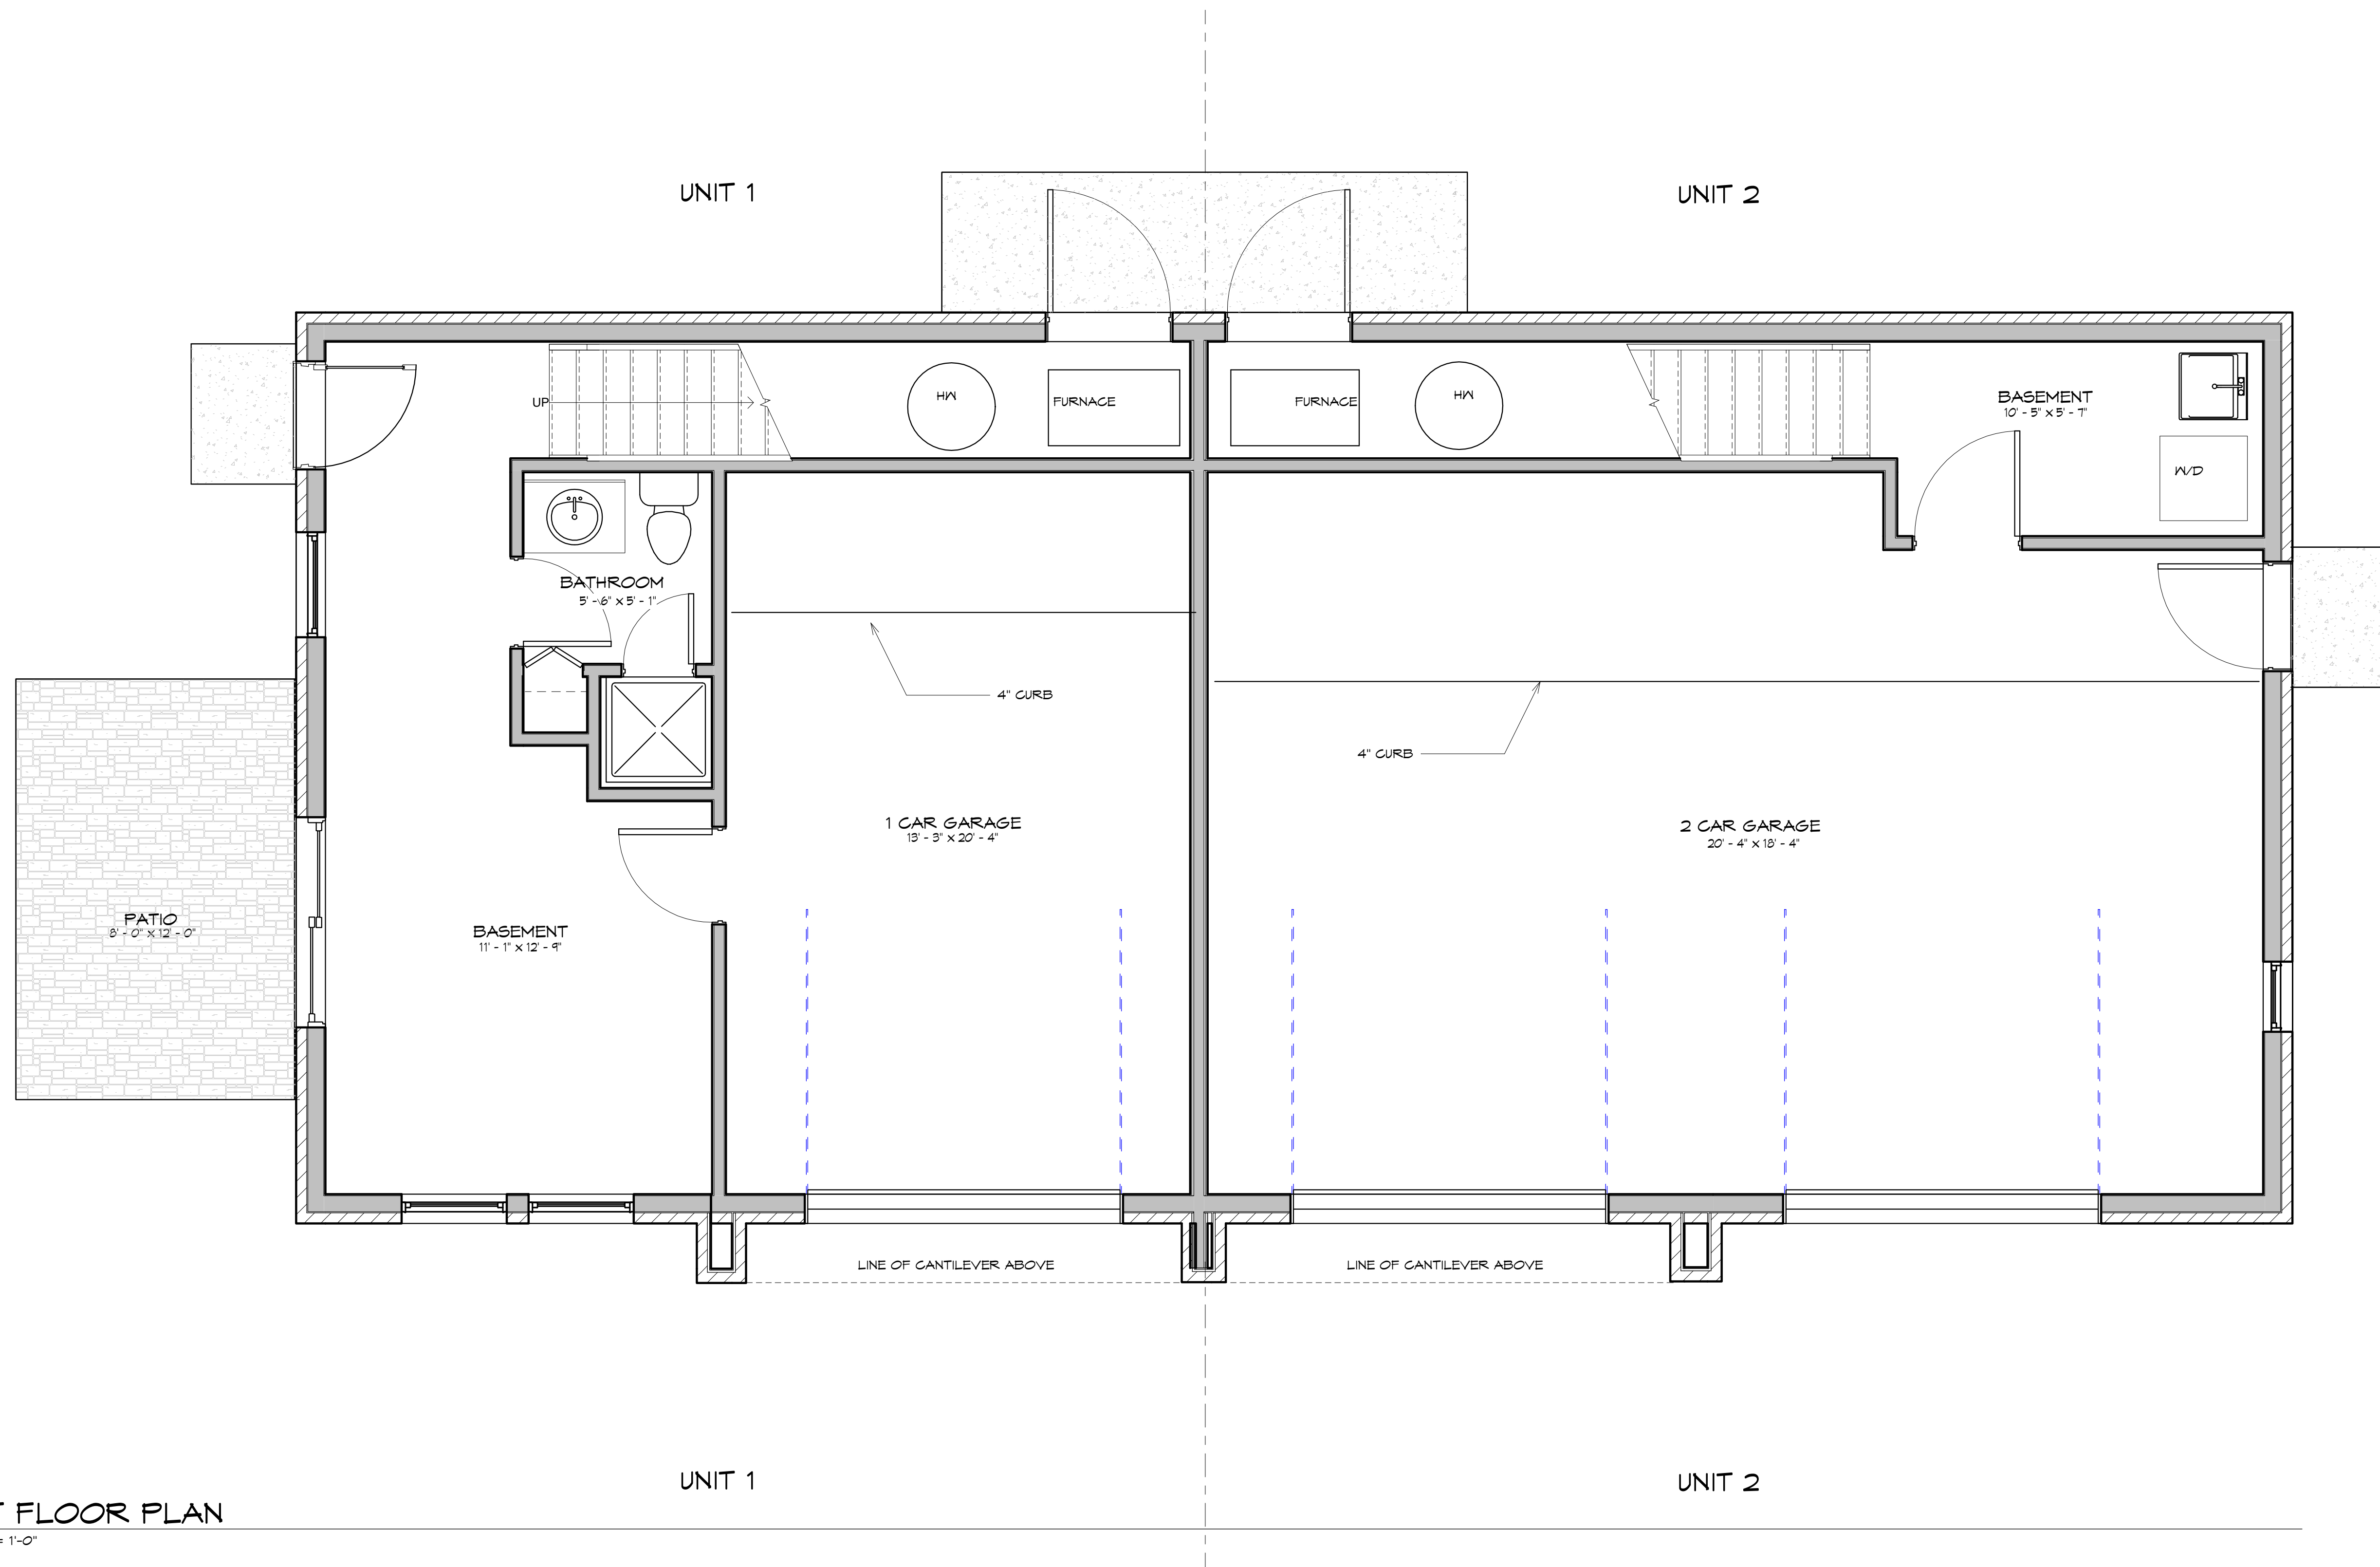 UNIT 1
UNIT 2
UP
HW
FURNACE
FURNACE
HW
BASEMENT
10' - 5" x 5' - 7"
W/D
BATHROOM
5' - 6" x 5' - 1"
4" CURB
4" CURB
1 CAR GARAGE
13' - 3" x 20' - 4"
2 CAR GARAGE
20' - 4" x 18' - 4"
PATIO
8' - 0" x 12' - 0"
BASEMENT
11' - 1" x 12' - 9"
LINE OF CANTILEVER ABOVE
LINE OF CANTILEVER ABOVE
UNIT 1
UNIT 2
FLOOR PLAN
= 1'-0"